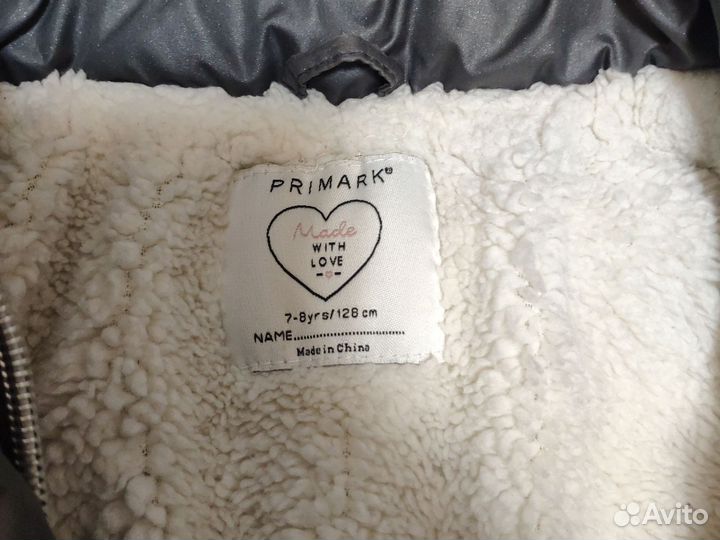 PRIMARK®
Made
WITH
LOVE
7-8yrs/128 cm
NAME..............................
Made in China
Avito